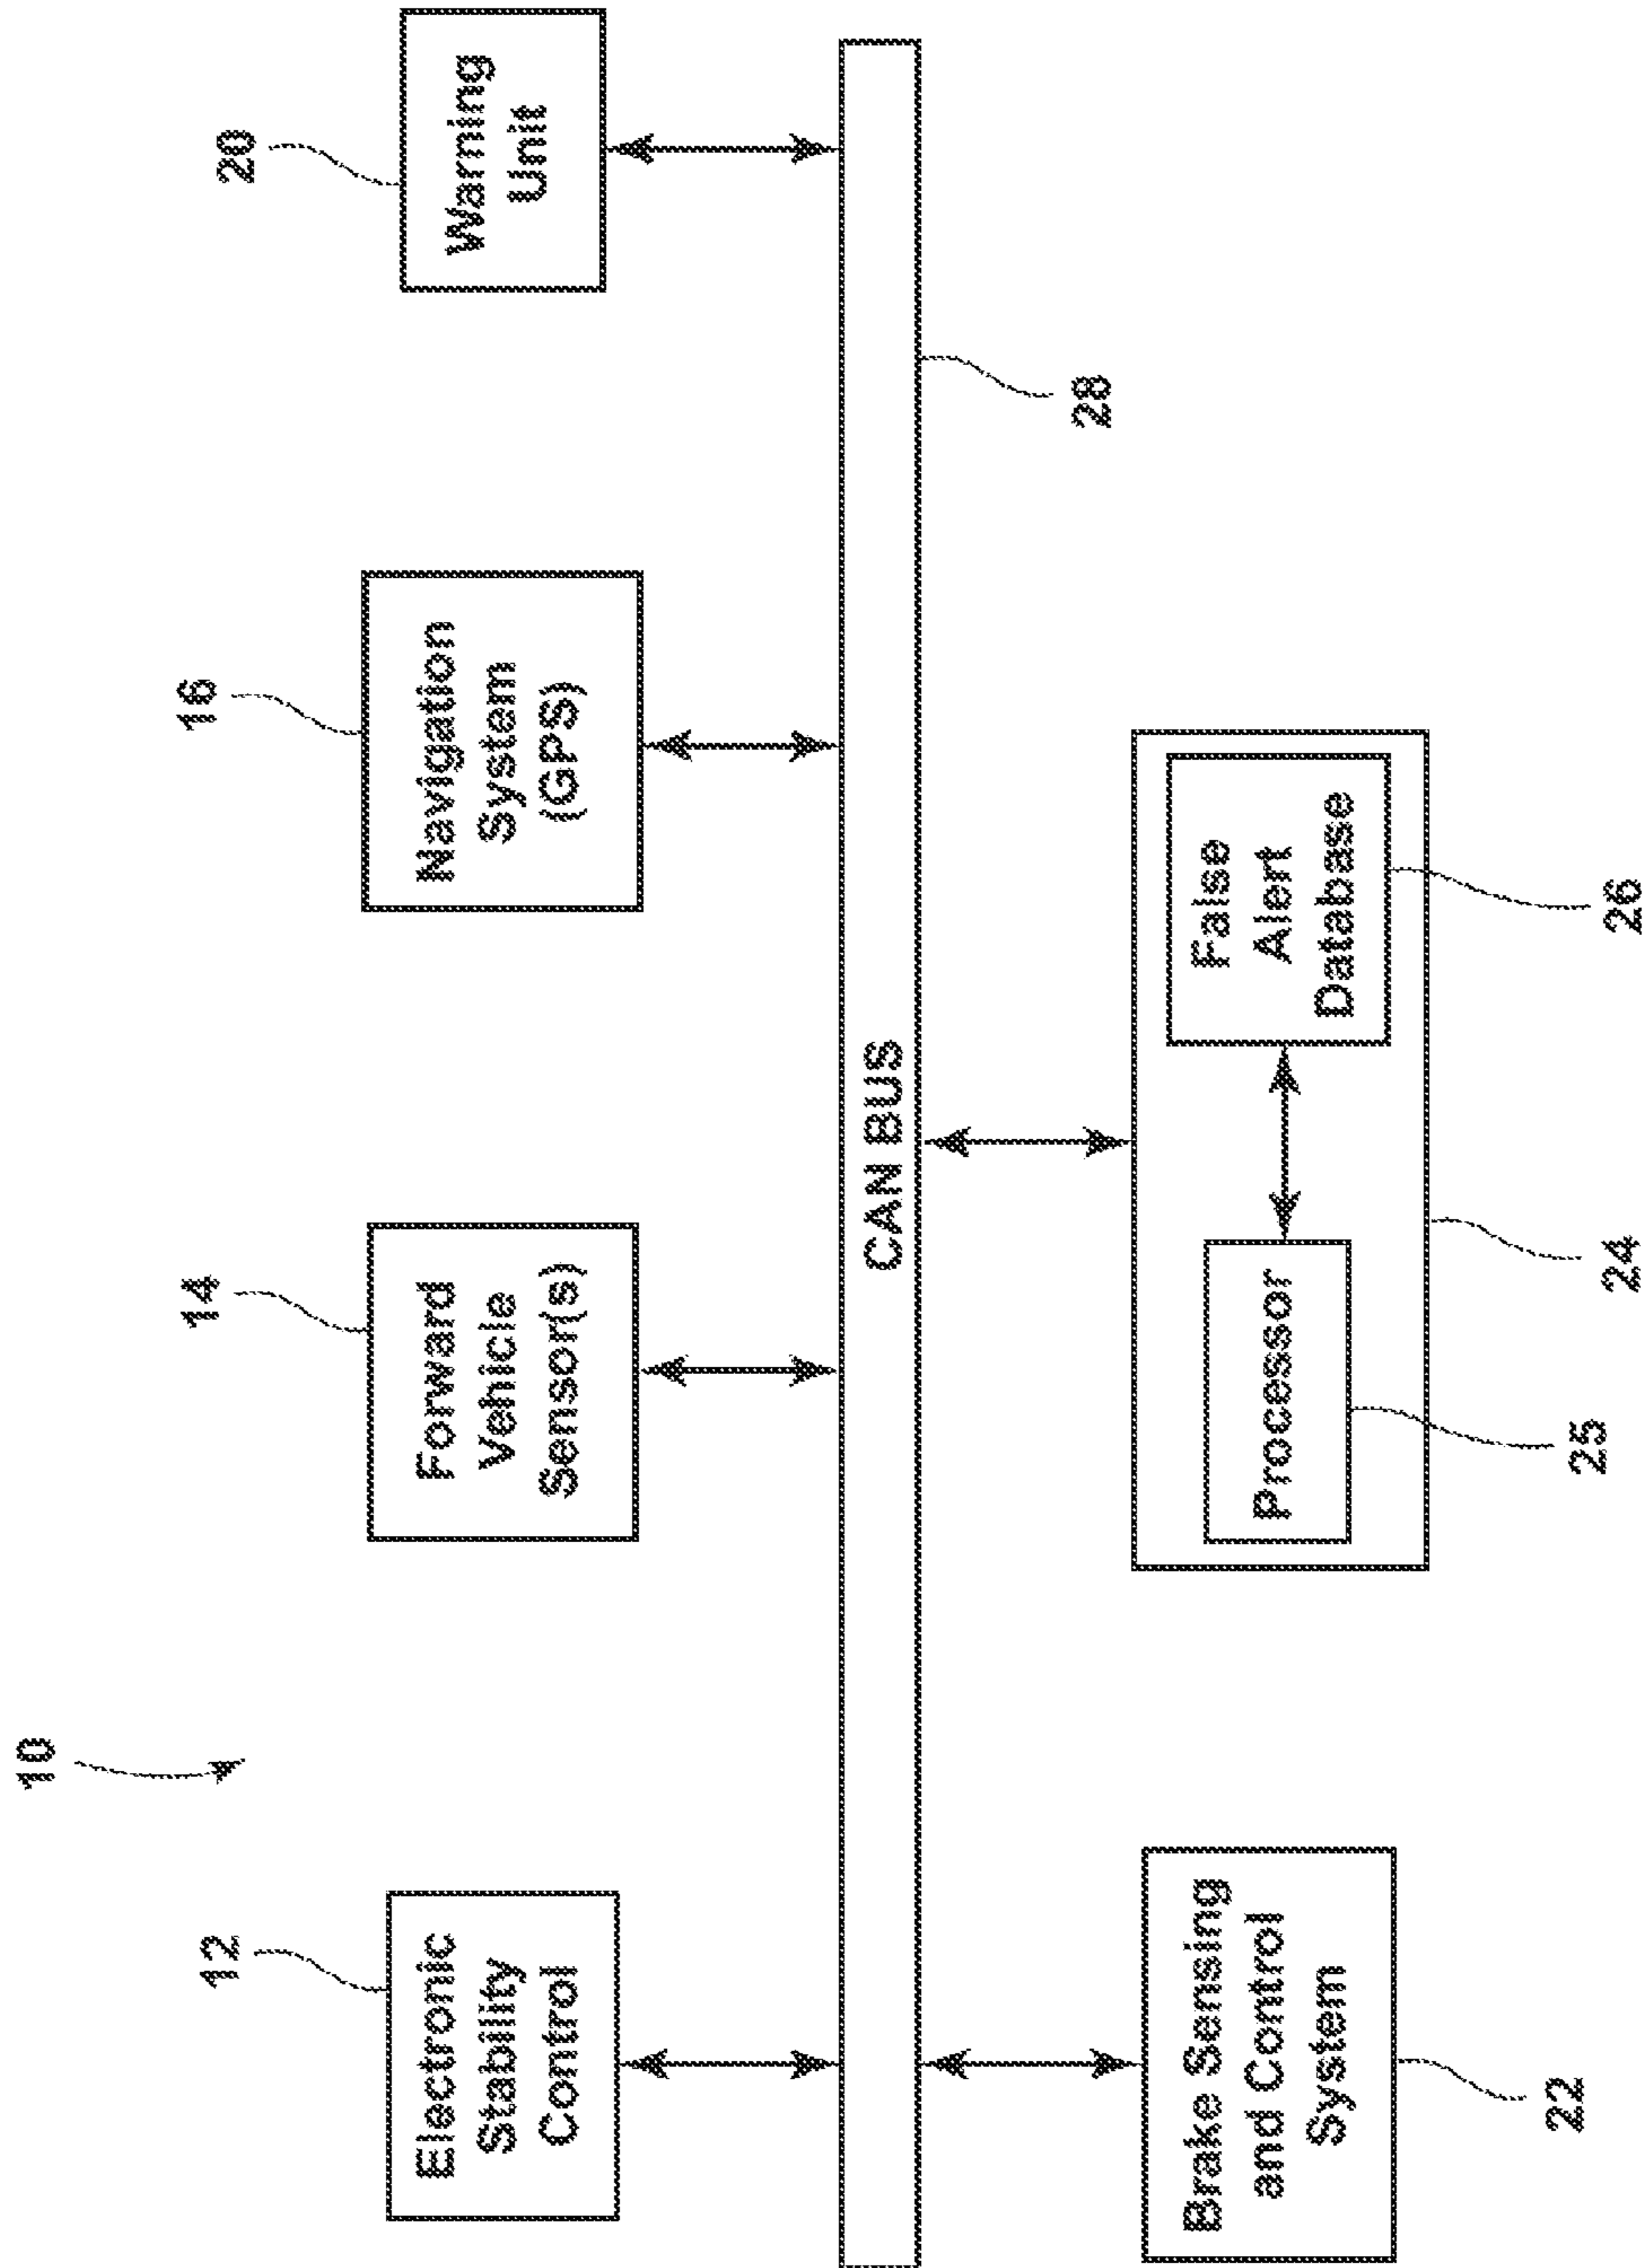 10
12
Electronic
Stability
Control
14
Forward
Vehicle
Sensor(s)
16
Navigation
System
(GPS)
20
Warning
Unit
CAN BUS
28
Brake Sensing
and Control
System
22
Processor
25
False
Alert
Database
26
24